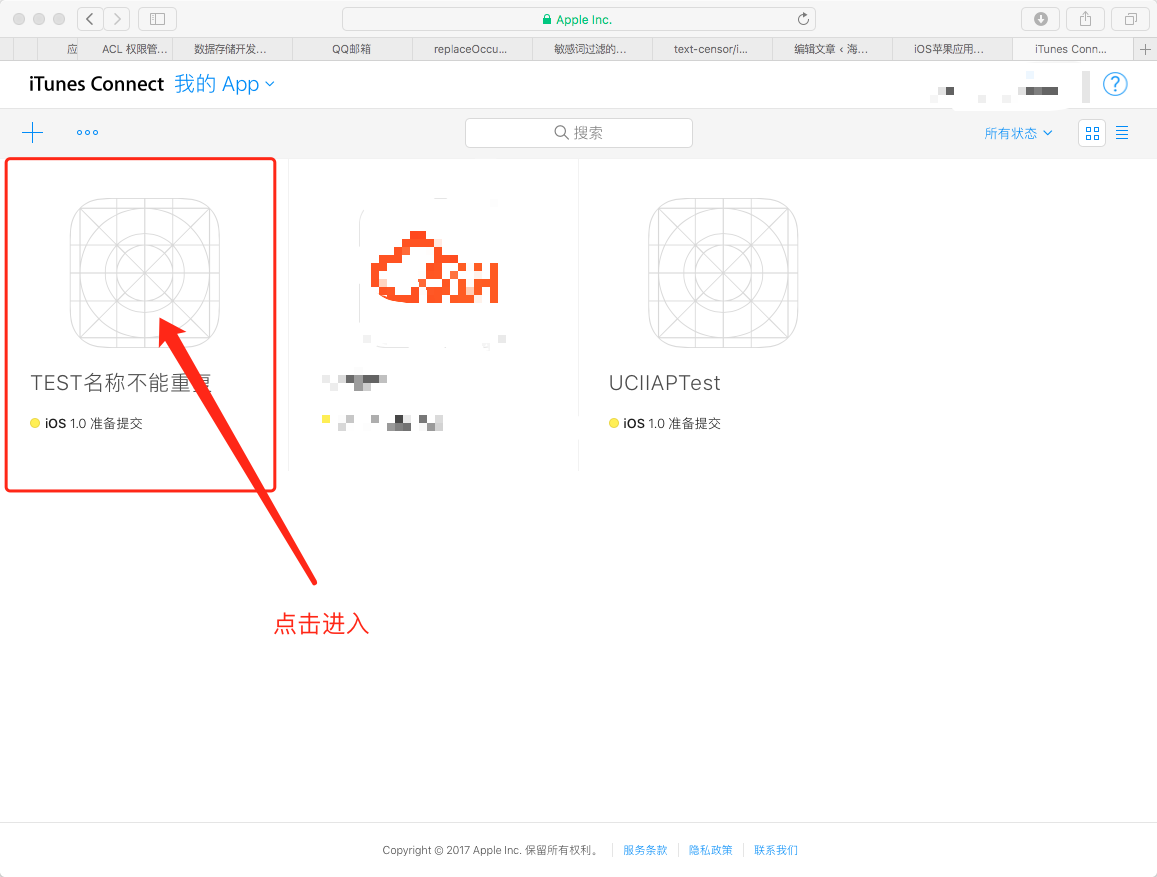 Apple Inc.
应 ACL 权限管... 数据存储开发... QQ邮箱 replaceOccu... 敏感词过滤的... text-censor/i... 编辑文章 ‹ 海... iOS苹果应用... iTunes Conn...
iTunes Connect 我的 App ?
搜索 所有状态
TEST名称不能重复 UCIIAPTest
iOS 1.0 准备提交 iOS 1.0 准备提交
点击进入
Copyright © 2017 Apple Inc. 保留所有权利。 服务条款 隐私政策 联系我们